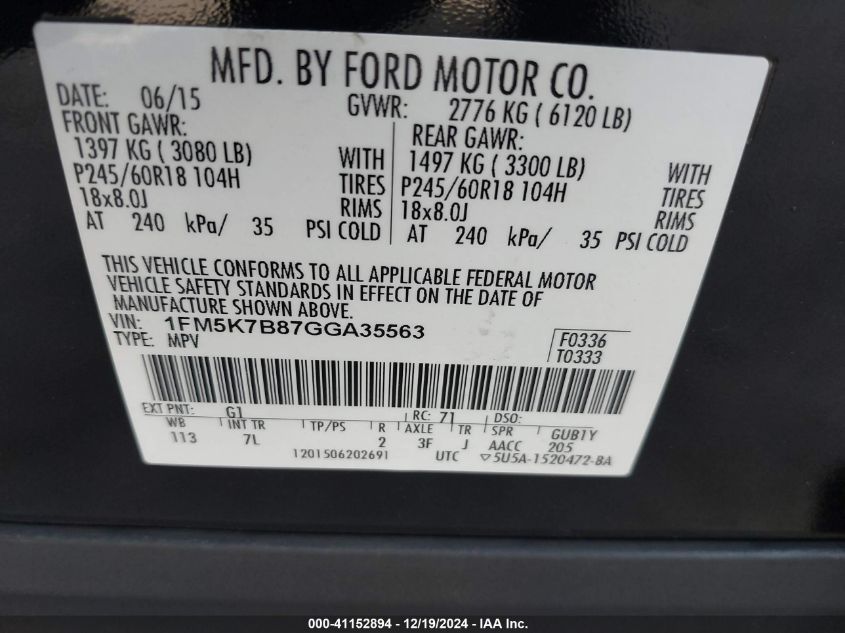 MFD. BY FORD MOTOR CO.
DATE: 06/15 GVWR: 2776 KG ( 6120 LB)
FRONT GAWR: REAR GAWR:
1397 KG ( 3080 LB) WITH 1497 KG ( 3300 LB) WITH
P245/60R18 104H TIRES P245/60R18 104H TIRES
18x8.0J RIMS 18x8.0J RIMS
AT 240 kPa/ 35 PSI COLD AT 240 kPa/ 35 PSI COLD
THIS VEHICLE CONFORMS TO ALL APPLICABLE FEDERAL MOTOR
VEHICLE SAFETY STANDARDS IN EFFECT ON THE DATE OF
MANUFACTURE SHOWN ABOVE.
VIN: 1FM5K7B87GGA35563 F0336
TYPE: MPV T0333
EXT PNT: G1 RC: 71 DSO:
WB INT TR TP/PS R AXLE TR SPR GUB1Y
113 7L 2 3F J AACC 205
1201506202691 UTC ▽5U5A-1520472-BA
000-41152894 - 12/19/2024 - IAA Inc.